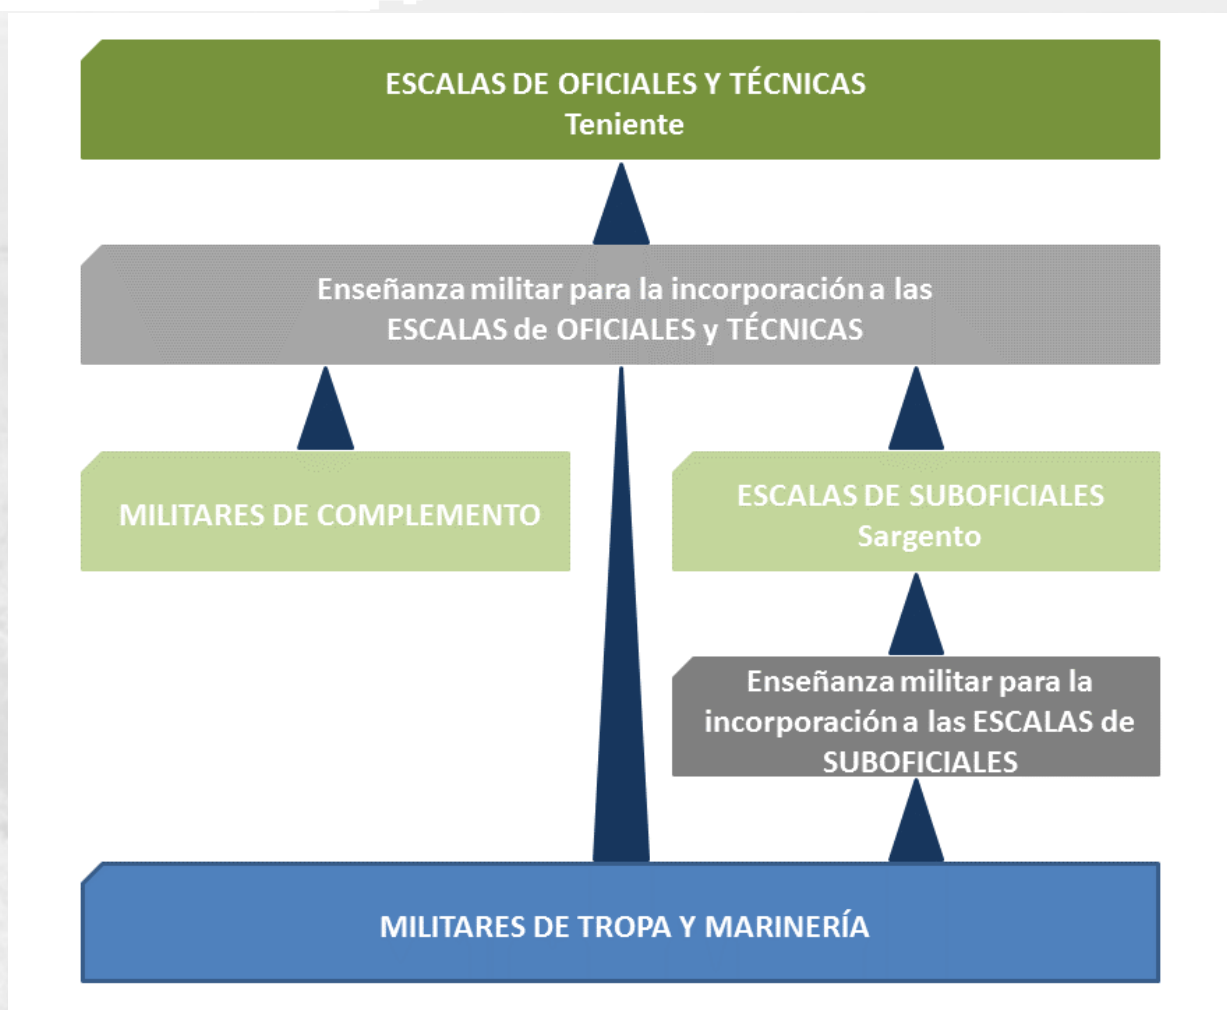 ESCALAS DE OFICIALES Y TÉCNICAS
Teniente
Enseñanza militar para la incorporación a las
ESCALAS de OFICIALES y TÉCNICAS
MILITARES DE COMPLEMENTO
ESCALAS DE SUBOFICIALES
Sargento
Enseñanza militar para la
incorporación a las ESCALAS de
SUBOFICIALES
MILITARES DE TROPA Y MARINERÍA